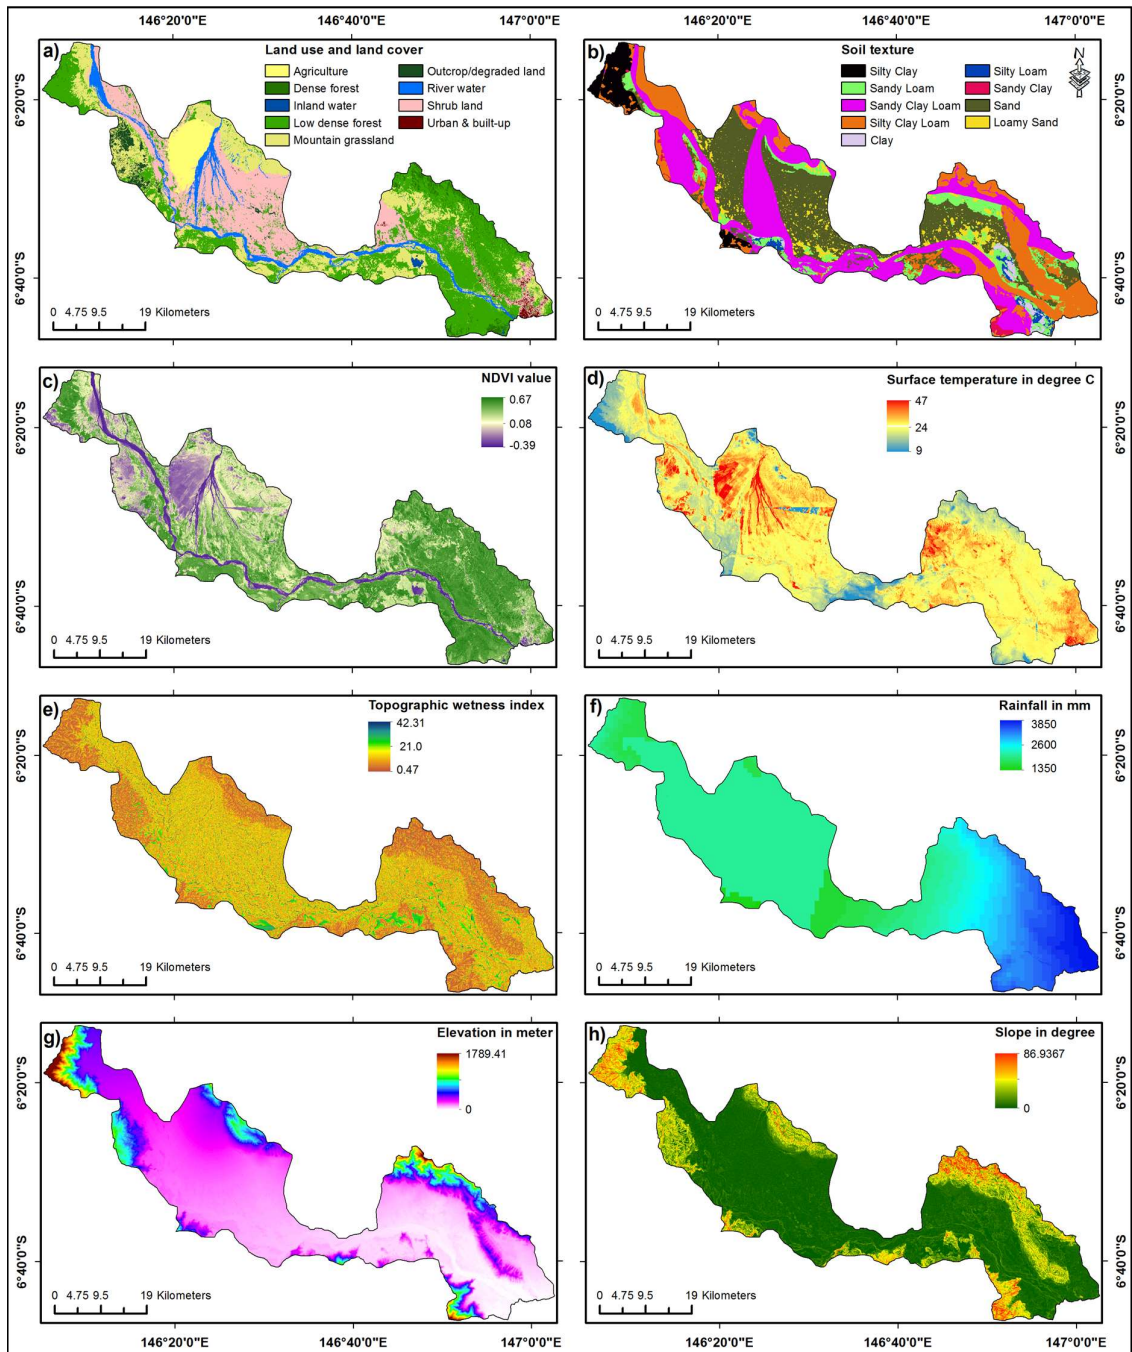 146°20'0"E 146°40'0"E 147°0'0"E 146°20'0"E 146°40'0"E 147°0'0"E
a) Land use and land cover
Agriculture
Dense forest
Inland water
Low dense forest
Mountain grassland
Outcrop/degraded land
River water
Shrub land
Urban & built-up
6°20'0"S
6°40'0"S
0 4.75 9.5 19 Kilometers
b) Soil texture
N
Silty Clay
Sandy Loam
Sandy Clay Loam
Silty Clay Loam
Clay
Silty Loam
Sandy Clay
Sand
Loamy Sand
6°20'0"S
6°40'0"S
0 4.75 9.5 19 Kilometers
c) NDVI value
0.67
0.08
-0.39
6°20'0"S
6°40'0"S
0 4.75 9.5 19 Kilometers
d) Surface temperature in degree C
47
24
9
6°20'0"S
6°40'0"S
0 4.75 9.5 19 Kilometers
e) Topographic wetness index
42.31
21.0
0.47
6°20'0"S
6°40'0"S
0 4.75 9.5 19 Kilometers
f) Rainfall in mm
3850
2600
1350
6°20'0"S
6°40'0"S
0 4.75 9.5 19 Kilometers
g) Elevation in meter
1789.41
0
6°20'0"S
6°40'0"S
0 4.75 9.5 19 Kilometers
h) Slope in degree
86.9367
0
6°20'0"S
6°40'0"S
0 4.75 9.5 19 Kilometers
146°20'0"E 146°40'0"E 147°0'0"E 146°20'0"E 146°40'0"E 147°0'0"E